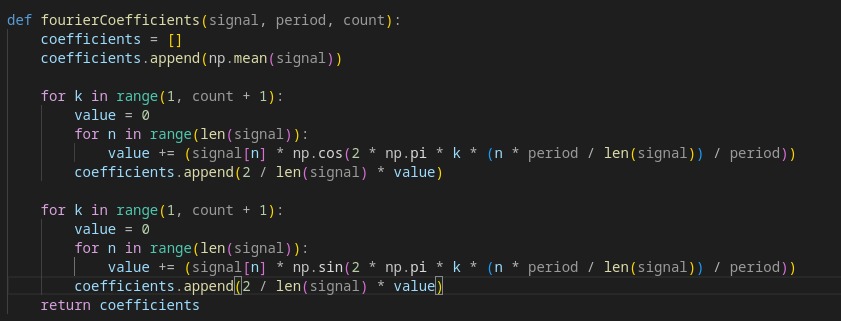 def fourierCoefficients(signal, period, count):
    coefficients = []
    coefficients.append(np.mean(signal))
    for k in range(1, count + 1):
        value = 0
        for n in range(len(signal)):
            value += (signal[n] * np.cos(2 * np.pi * k * (n * period / len(signal)) / period))
        coefficients.append(2 / len(signal) * value)
    for k in range(1, count + 1):
        value = 0
        for n in range(len(signal)):
            value += (signal[n] * np.sin(2 * np.pi * k * (n * period / len(signal)) / period))
        coefficients.append(2 / len(signal) * value)
    return coefficients